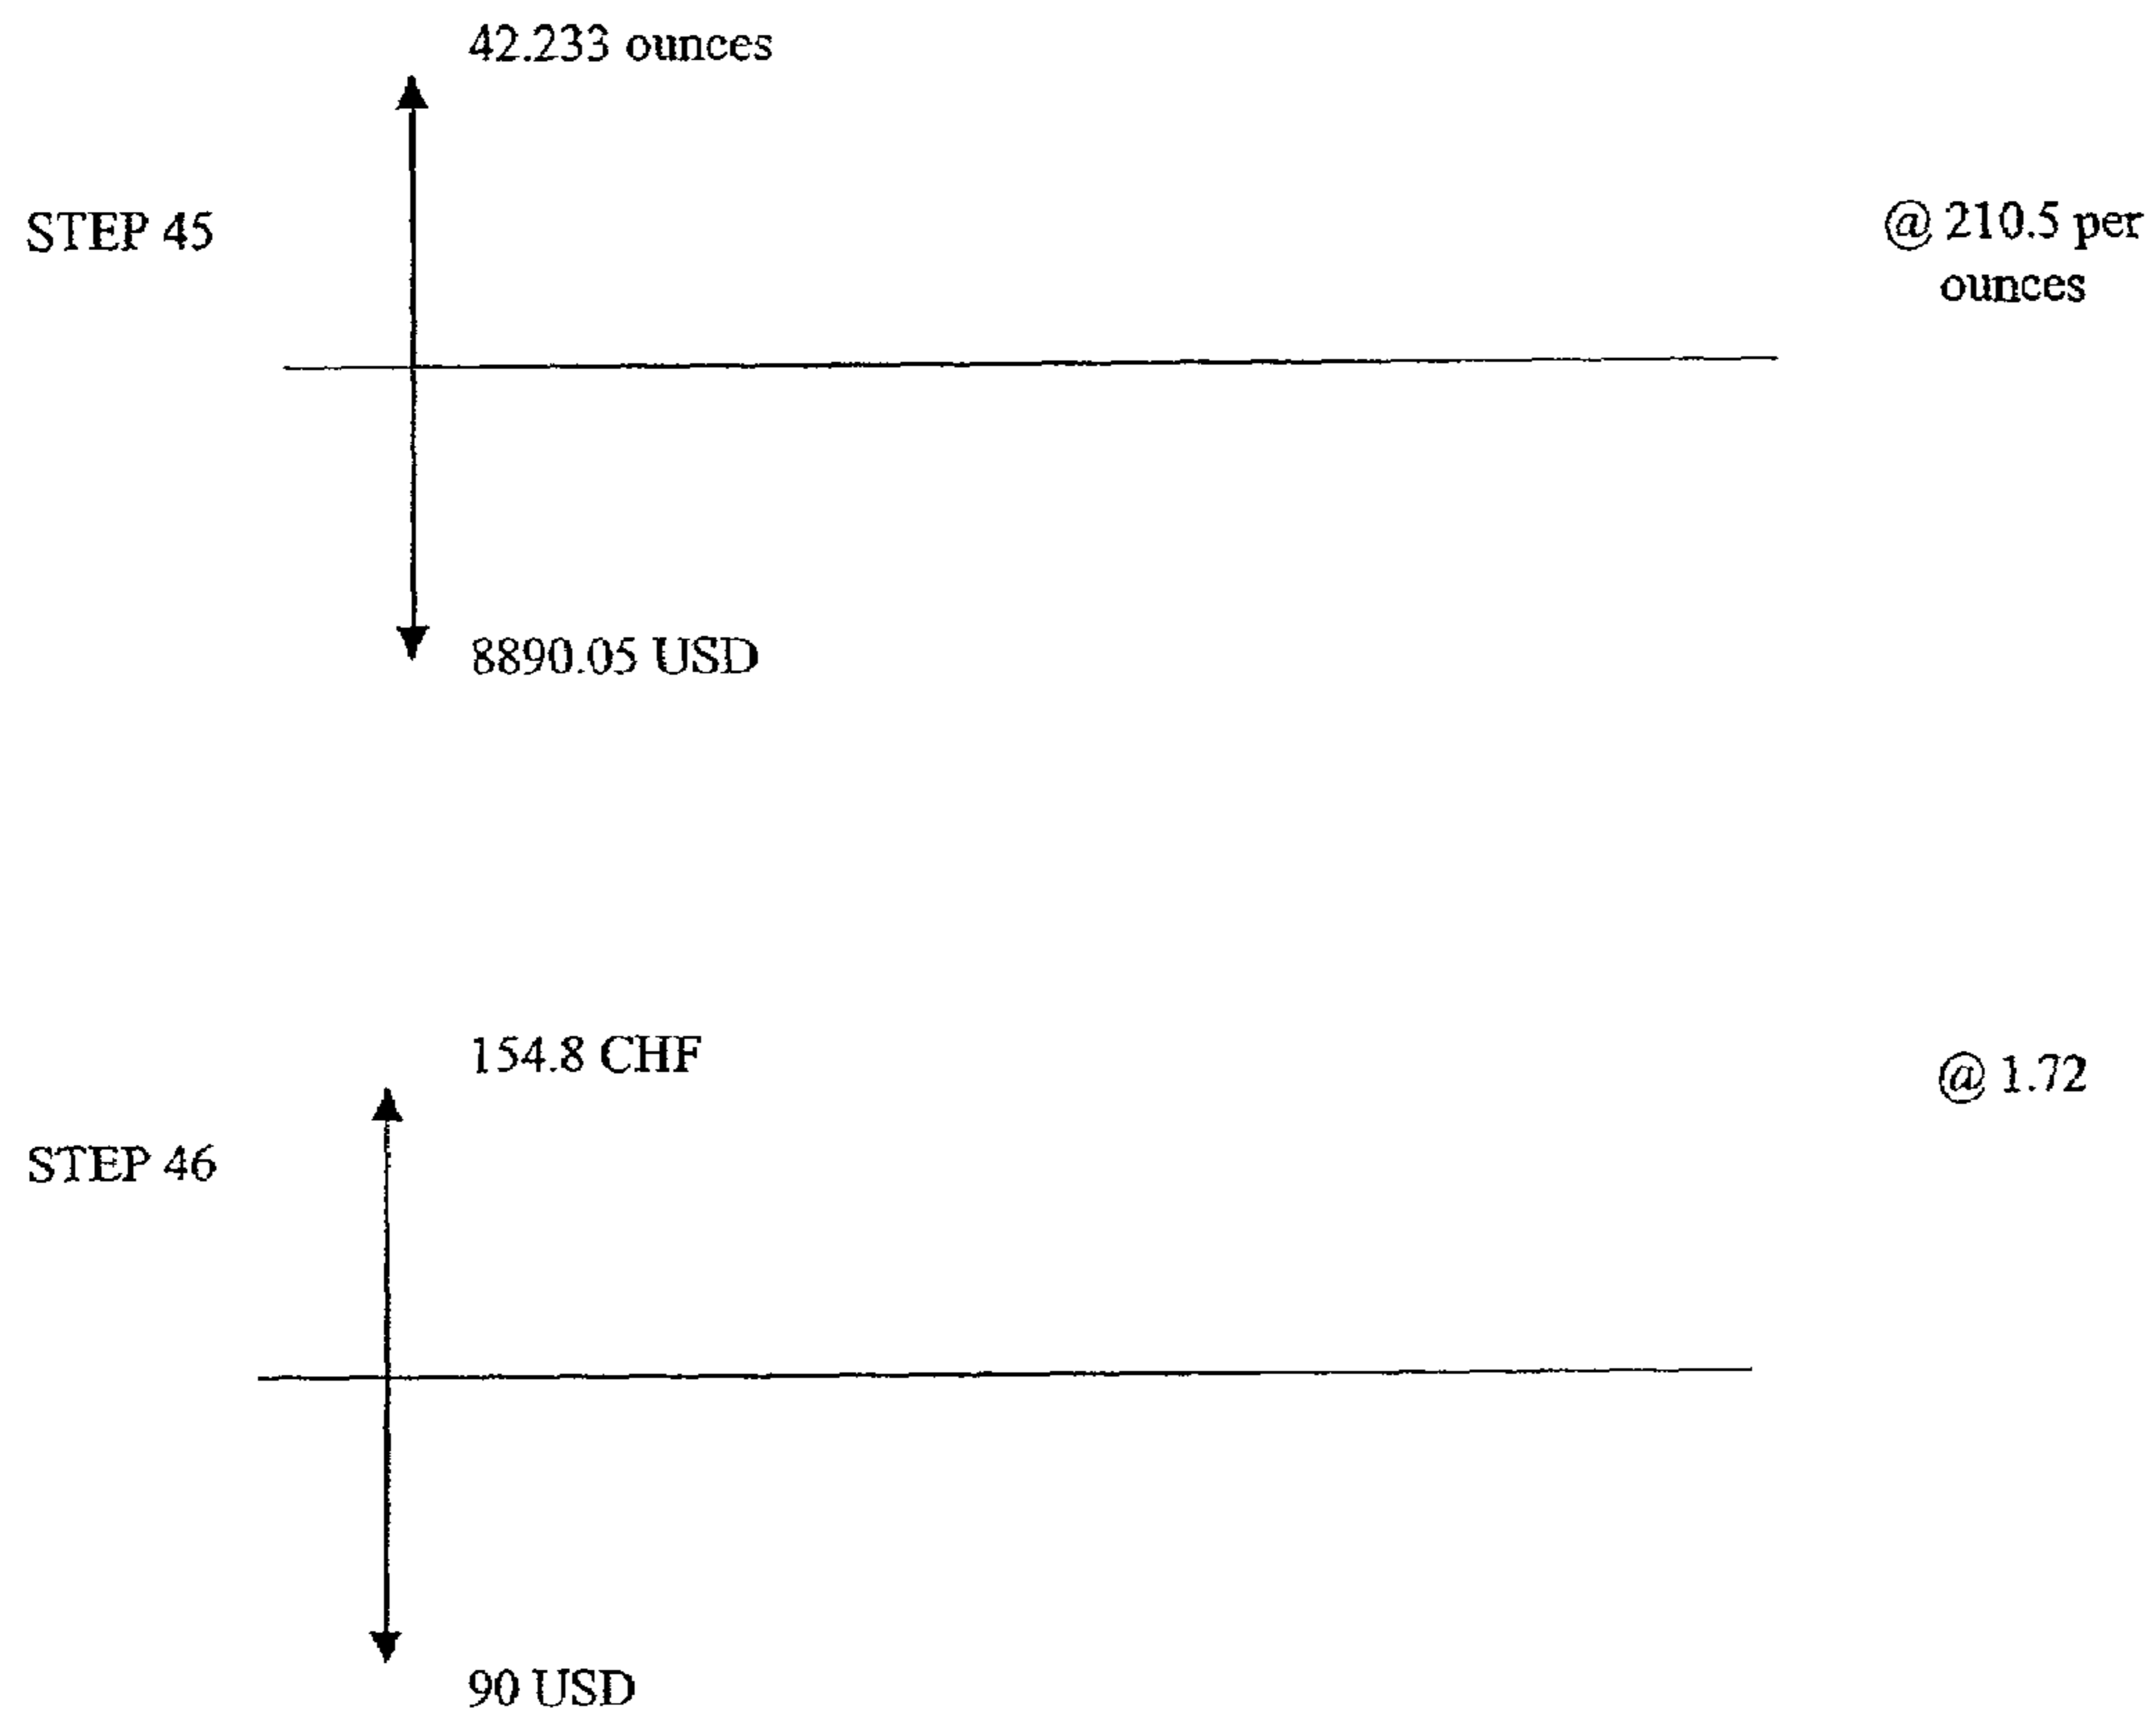 42.233 ounces
STEP 45
@ 210.5 per
ounces
8890.05 USD
154.8 CHF
@ 1.72
STEP 46
90 USD